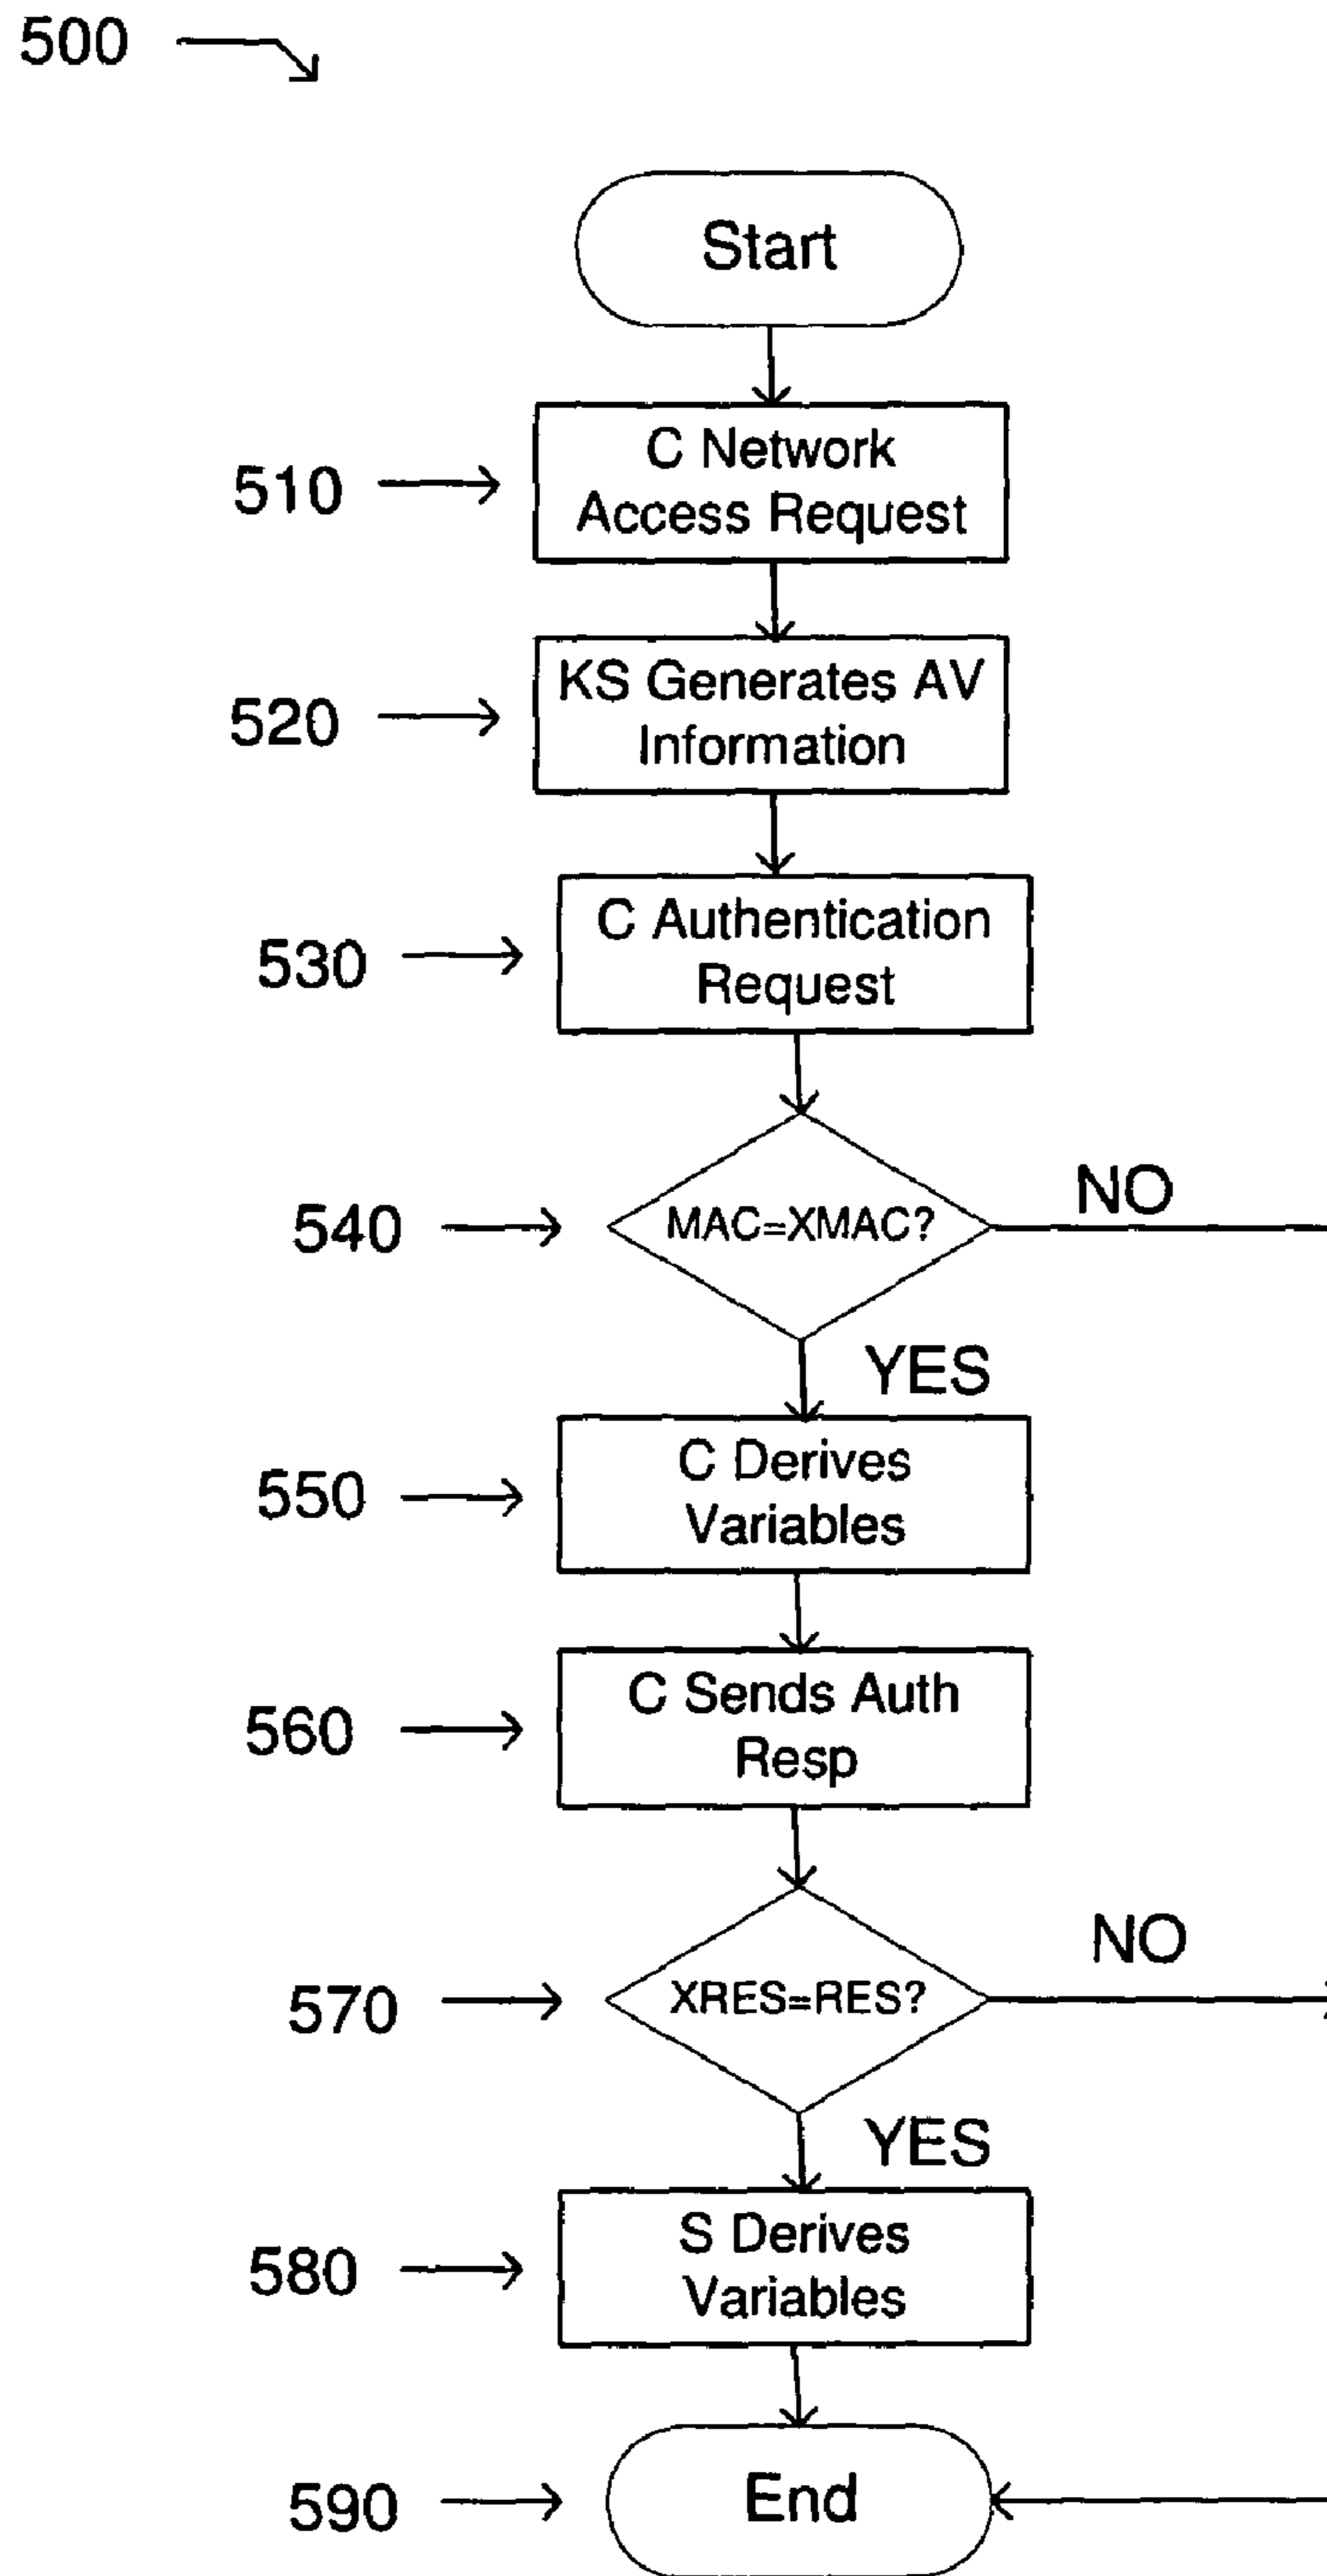 500
Start
510
C Network
Access Request
520
KS Generates AV
Information
530
C Authentication
Request
540
MAC=XMAC?
NO
YES
550
C Derives
Variables
560
C Sends Auth
Resp
570
XRES=RES?
NO
YES
580
S Derives
Variables
590
End